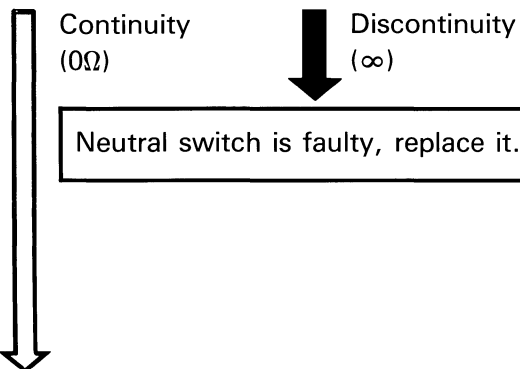 Continuity
(0Ω)
Discontinuity
(∞)
Neutral switch is faulty, replace it.